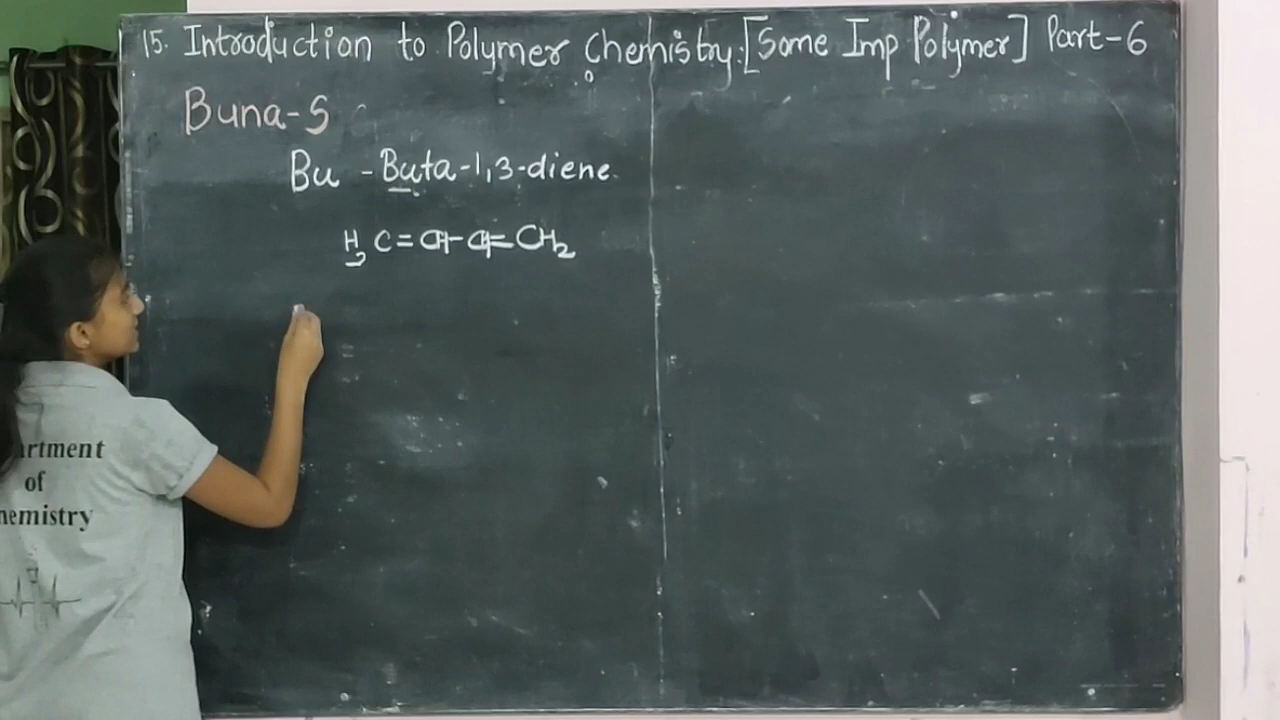 15. Introduction to Polymer Chemistry.[Some Imp Polymer] Part-6
Buna-S
Bu - Buta-1,3-diene.
H2C=CH-CH=CH2
rtment
of
hemistry